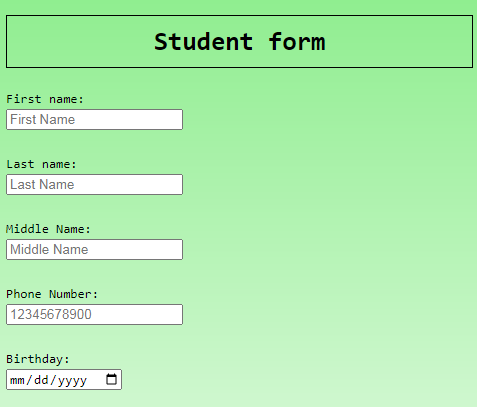 Student form
First name:
First Name
Last name:
Last Name
Middle Name:
Middle Name
Phone Number:
12345678900
Birthday:
mm/dd/yyyy